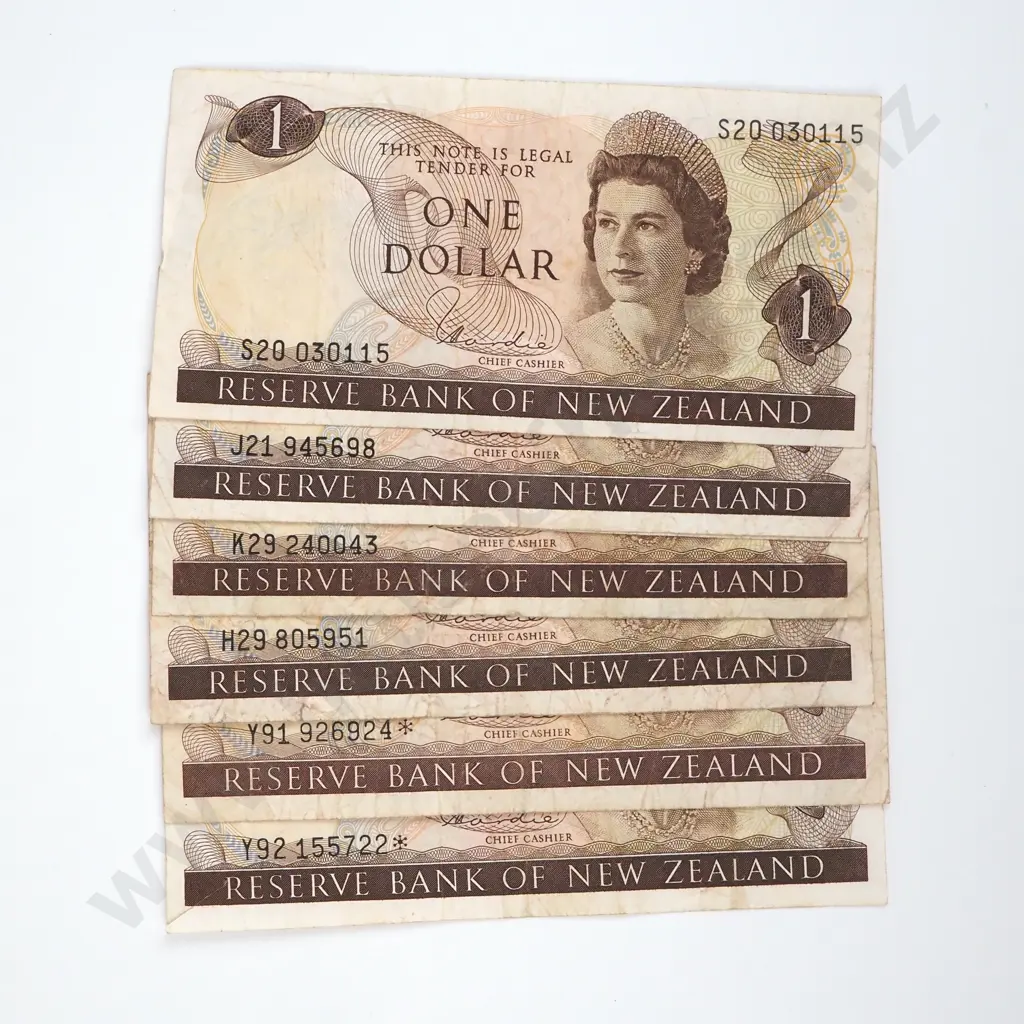 1
S20 030115
THIS NOTE IS LEGAL
TENDER FOR
ONE
DOLLAR
1
Hardie
CHIEF CASHIER
S20 030115
RESERVE BANK OF NEW ZEALAND
J21 945698
CHIEF CASHIER
RESERVE BANK OF NEW ZEALAND
K29 240043
CHIEF CASHIER
RESERVE BANK OF NEW ZEALAND
H29 805951
CHIEF CASHIER
RESERVE BANK OF NEW ZEALAND
Y91 926924*
CHIEF CASHIER
RESERVE BANK OF NEW ZEALAND
Hardie
Y92 155722*
CHIEF CASHIER
RESERVE BANK OF NEW ZEALAND